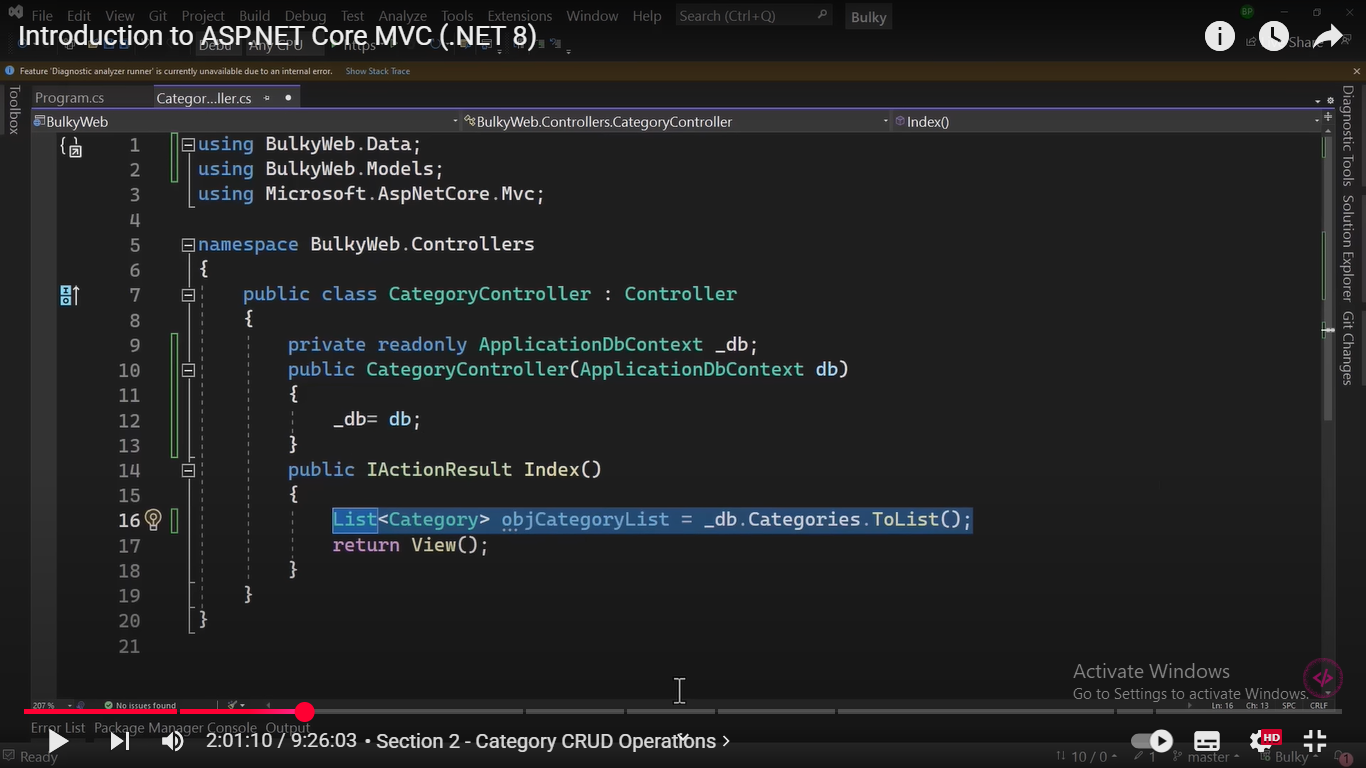 File Edit View Git Project Build Debug Test Analyze Tools Extensions Window Help Search (Ctrl+Q) Bulky BP
Introduction to ASP.NET Core MVC (.NET 8)
Debu Any CPU https Share
Feature 'Diagnostic analyzer runner' is currently unavailable due to an internal error. Show Stack Trace
Toolbox
Program.cs Categor...ller.cs
BulkyWeb BulkyWeb.Controllers.CategoryController Index()
1 using BulkyWeb.Data;
2 using BulkyWeb.Models;
3 using Microsoft.AspNetCore.Mvc;
4
5 namespace BulkyWeb.Controllers
6 {
7 public class CategoryController : Controller
8 {
9 private readonly ApplicationDbContext _db;
10 public CategoryController(ApplicationDbContext db)
11 {
12 _db= db;
13 }
14 public IActionResult Index()
15 {
16 List<Category> objCategoryList = _db.Categories.ToList();
17 return View();
18 }
19 }
20 }
21
Diagnostic Tools Solution Explorer Git Changes
Activate Windows
Go to Settings to activate Windows.
207 % No issues found Ln: 16 Ch: 13 SPC CRLF
Error List Package Manager Console Output
2:01:10 / 9:26:03 • Section 2 - Category CRUD Operations HD
Ready 10 / 0 1 master Bulky 1